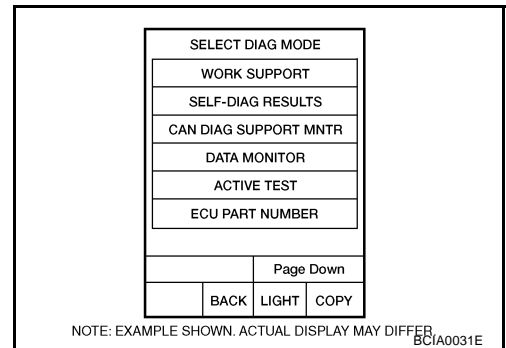 SELECT DIAG MODE
WORK SUPPORT
SELF-DIAG RESULTS
CAN DIAG SUPPORT MNTR
DATA MONITOR
ACTIVE TEST
ECU PART NUMBER
Page Down
BACK LIGHT COPY
NOTE: EXAMPLE SHOWN. ACTUAL DISPLAY MAY DIFFER.
BCIA0031E